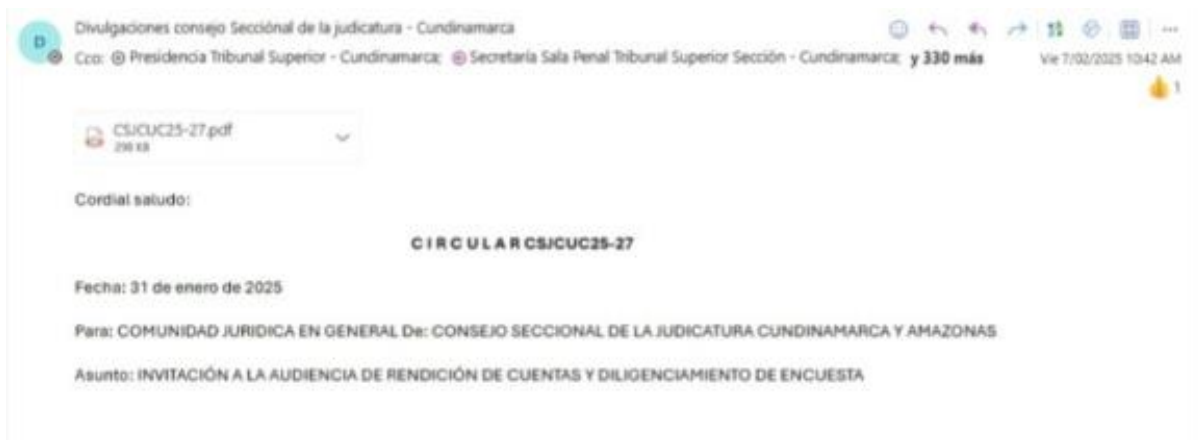 Divulgaciones consejo Secciónal de la judicatura - Cundinamarca
D
Cco: Presidencia Tribunal Superior - Cundinamarca; Secretaría Sala Penal Tribunal Superior Sección - Cundinamarca; y 330 más
Vie 7/02/2025 10:42 AM
1
CSJCUC25-27.pdf
298 KB
Cordial saludo:
C I R C U L A R CSJCUC25-27
Fecha: 31 de enero de 2025
Para: COMUNIDAD JURIDICA EN GENERAL De: CONSEJO SECCIONAL DE LA JUDICATURA CUNDINAMARCA Y AMAZONAS
Asunto: INVITACIÓN A LA AUDIENCIA DE RENDICIÓN DE CUENTAS Y DILIGENCIAMIENTO DE ENCUESTA